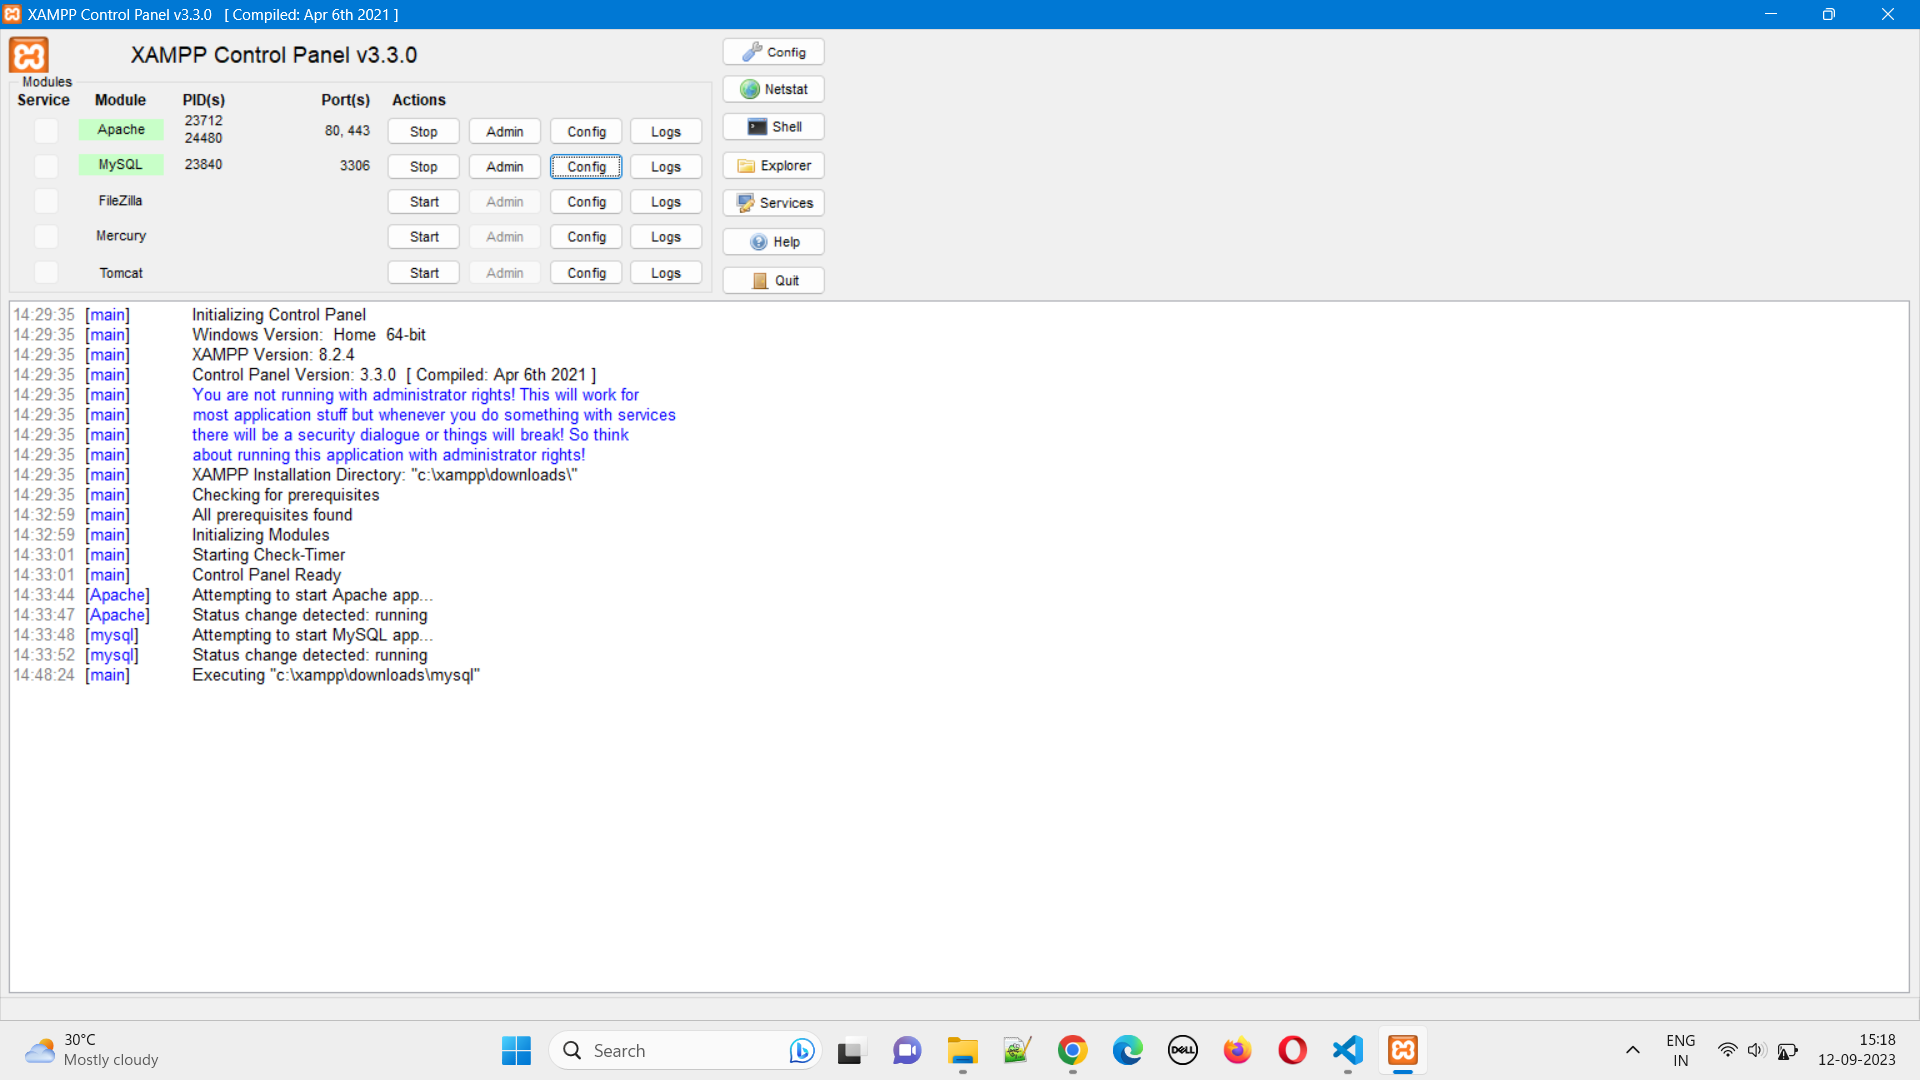 XAMPP Control Panel v3.3.0 [ Compiled: Apr 6th 2021 ]
XAMPP Control Panel v3.3.0
Modules
Service Module PID(s) Port(s) Actions
Apache 23712 24480 80, 443 Stop Admin Config Logs
MySQL 23840 3306 Stop Admin Config Logs
FileZilla Start Admin Config Logs
Mercury Start Admin Config Logs
Tomcat Start Admin Config Logs
Config
Netstat
Shell
Explorer
Services
Help
Quit
14:29:35 [main] Initializing Control Panel
14:29:35 [main] Windows Version: Home 64-bit
14:29:35 [main] XAMPP Version: 8.2.4
14:29:35 [main] Control Panel Version: 3.3.0 [ Compiled: Apr 6th 2021 ]
14:29:35 [main] You are not running with administrator rights! This will work for
14:29:35 [main] most application stuff but whenever you do something with services
14:29:35 [main] there will be a security dialogue or things will break! So think
14:29:35 [main] about running this application with administrator rights!
14:29:35 [main] XAMPP Installation Directory: "c:\xampp\downloads\"
14:29:35 [main] Checking for prerequisites
14:32:59 [main] All prerequisites found
14:32:59 [main] Initializing Modules
14:33:01 [main] Starting Check-Timer
14:33:01 [main] Control Panel Ready
14:33:44 [Apache] Attempting to start Apache app...
14:33:47 [Apache] Status change detected: running
14:33:48 [mysql] Attempting to start MySQL app...
14:33:52 [mysql] Status change detected: running
14:48:24 [main] Executing "c:\xampp\downloads\mysql"
30°C
Mostly cloudy
Search
DELL
ENG
IN
15:18
12-09-2023